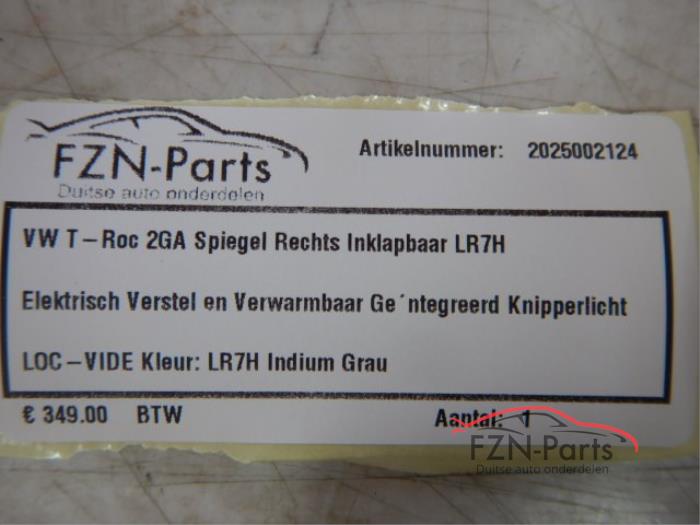 FZN-Parts
Duitse auto onderdelen
Artikelnummer: 2025002124
VW T-Roc 2GA Spiegel Rechts Inklapbaar LR7H
Elektrisch Verstel en Verwarmbaar Ge´ntegreerd Knipperlicht
LOC-VIDE Kleur: LR7H Indium Grau
€ 349.00 BTW Aantal: 1
FZN-Parts
Duitse auto onderdelen